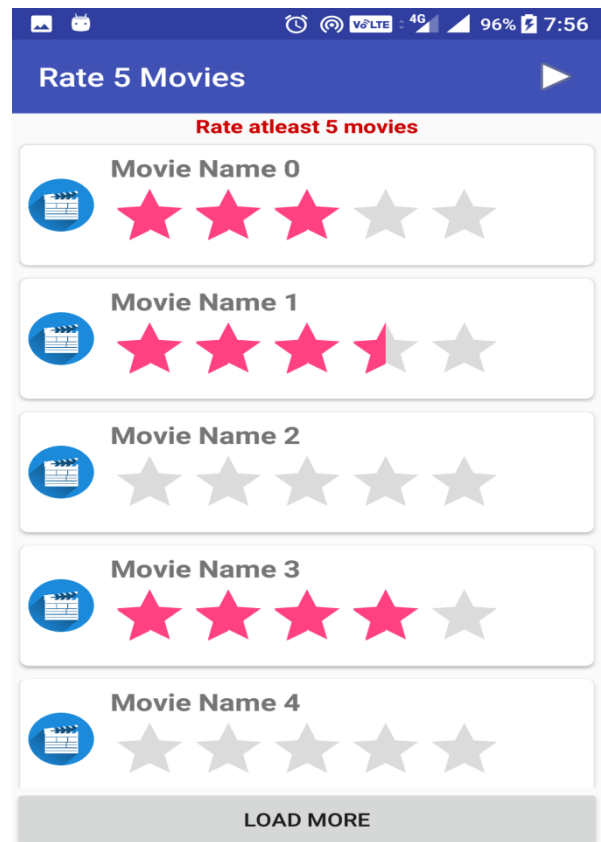 VoLTE 4G 96% 7:56
Rate 5 Movies
Rate atleast 5 movies
Movie Name 0
Movie Name 1
Movie Name 2
Movie Name 3
Movie Name 4
LOAD MORE